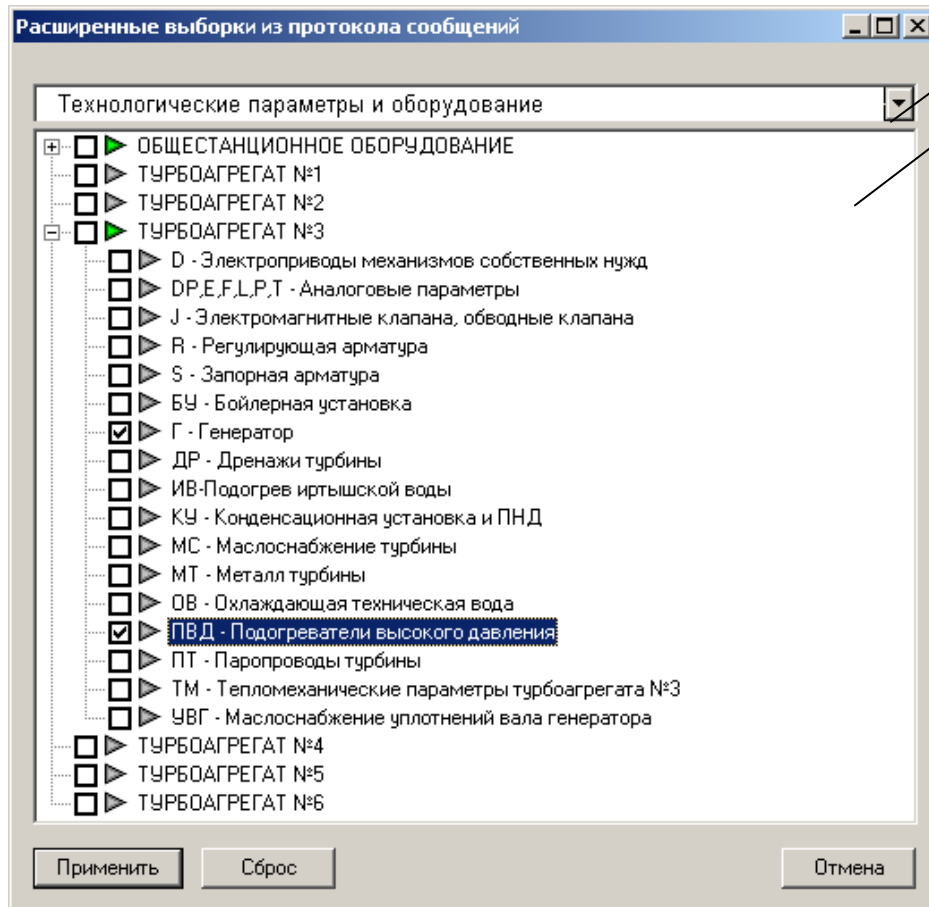 Расширенные выборки из протокола сообщений
Технологические параметры и оборудование
ОБЩЕСТАНЦИОННОЕ ОБОРУДОВАНИЕ
ТУРБОАГРЕГАТ №1
ТУРБОАГРЕГАТ №2
ТУРБОАГРЕГАТ №3
D - Электроприводы механизмов собственных нужд
DP,E,F,L,P,T - Аналоговые параметры
J - Электромагнитные клапана, обводные клапана
R - Регулирующая арматура
S - Запорная арматура
БУ - Бойлерная установка
Г - Генератор
ДР - Дренажи турбины
ИВ-Подогрев иртышской воды
КУ - Конденсационная установка и ПНД
МС - Маслоснабжение турбины
МТ - Металл турбины
ОВ - Охлаждающая техническая вода
ПВД - Подогреватели высокого давления
ПТ - Паропроводы турбины
ТМ - Тепломеханические параметры турбоагрегата №3
УВГ - Маслоснабжение уплотнений вала генератора
ТУРБОАГРЕГАТ №4
ТУРБОАГРЕГАТ №5
ТУРБОАГРЕГАТ №6
Применить Сброс Отмена